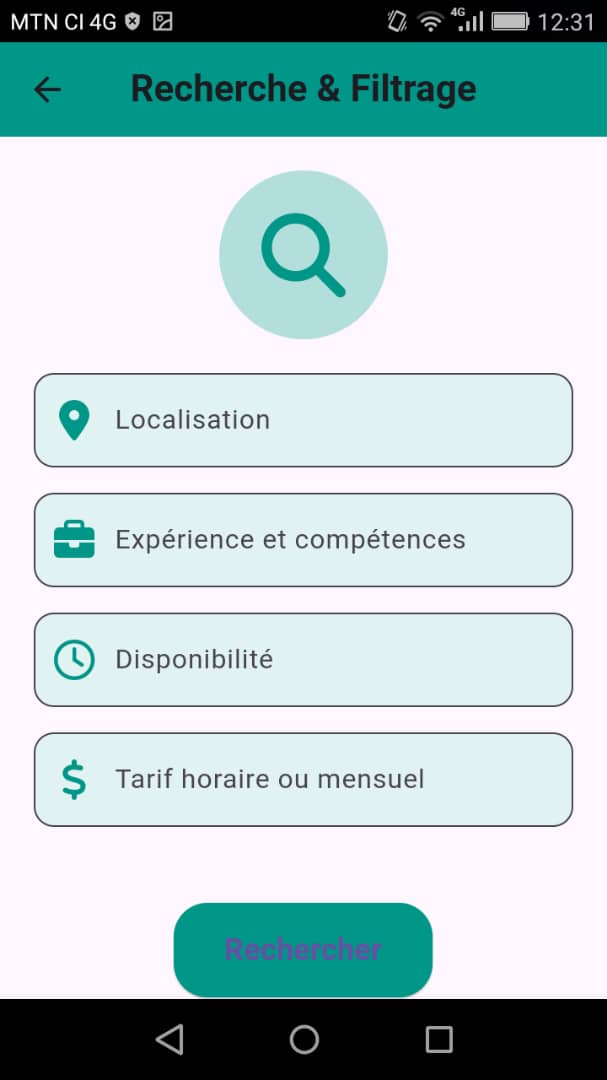 MTN CI 4G 4G 12:31
Recherche & Filtrage
Localisation
Expérience et compétences
Disponibilité
Tarif horaire ou mensuel
Rechercher